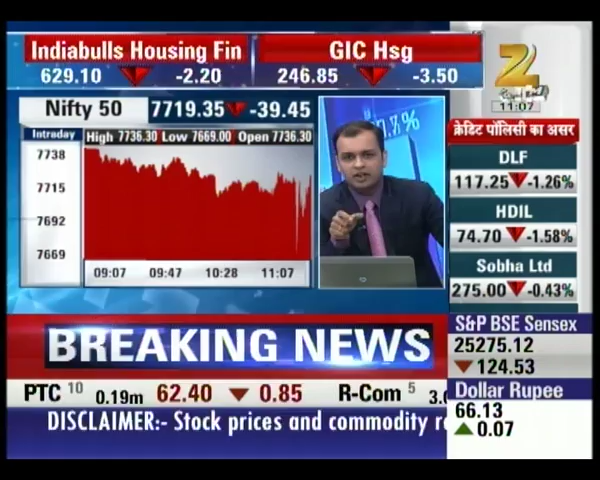 Indiabulls Housing Fin
629.10 -2.20
GIC Hsg
246.85 -3.50
11:07
Nifty 50 7719.35 -39.45
Intraday High 7736.30 Low 7669.00 Open 7736.30
7738
7715
7692
7669
09:07 09:47 10:28 11:07
क्रेडिट पॉलिसी का असर
DLF
117.25 -1.26%
HDIL
74.70 -1.58%
Sobha Ltd
275.00 -0.43%
S&P BSE Sensex
25275.12
124.53
Dollar Rupee
66.13
0.07
BREAKING NEWS
PTC 10 0.19m 62.40 0.85 R-Com 5 3.0
DISCLAIMER:- Stock prices and commodity